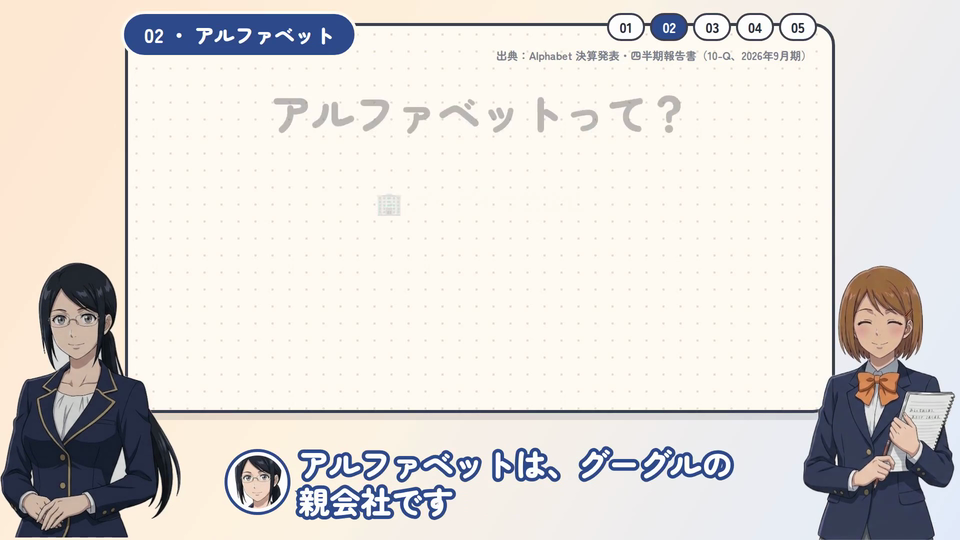 02 ・ アルファベット
01 02 03 04 05
出典：Alphabet 決算発表・四半期報告書（10-Q、2026年9月期）
アルファベットって？
アルファベットは、グーグルの
親会社です